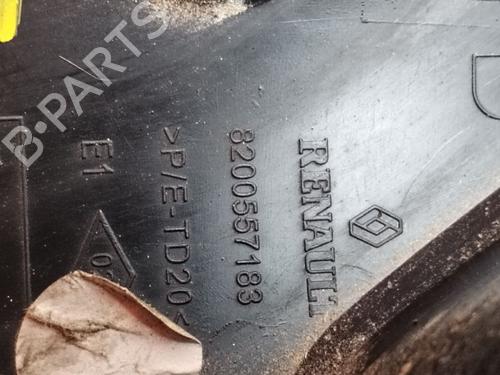 RENAULT
8200557183
>P/E-TD20<
E1
B-PARTS